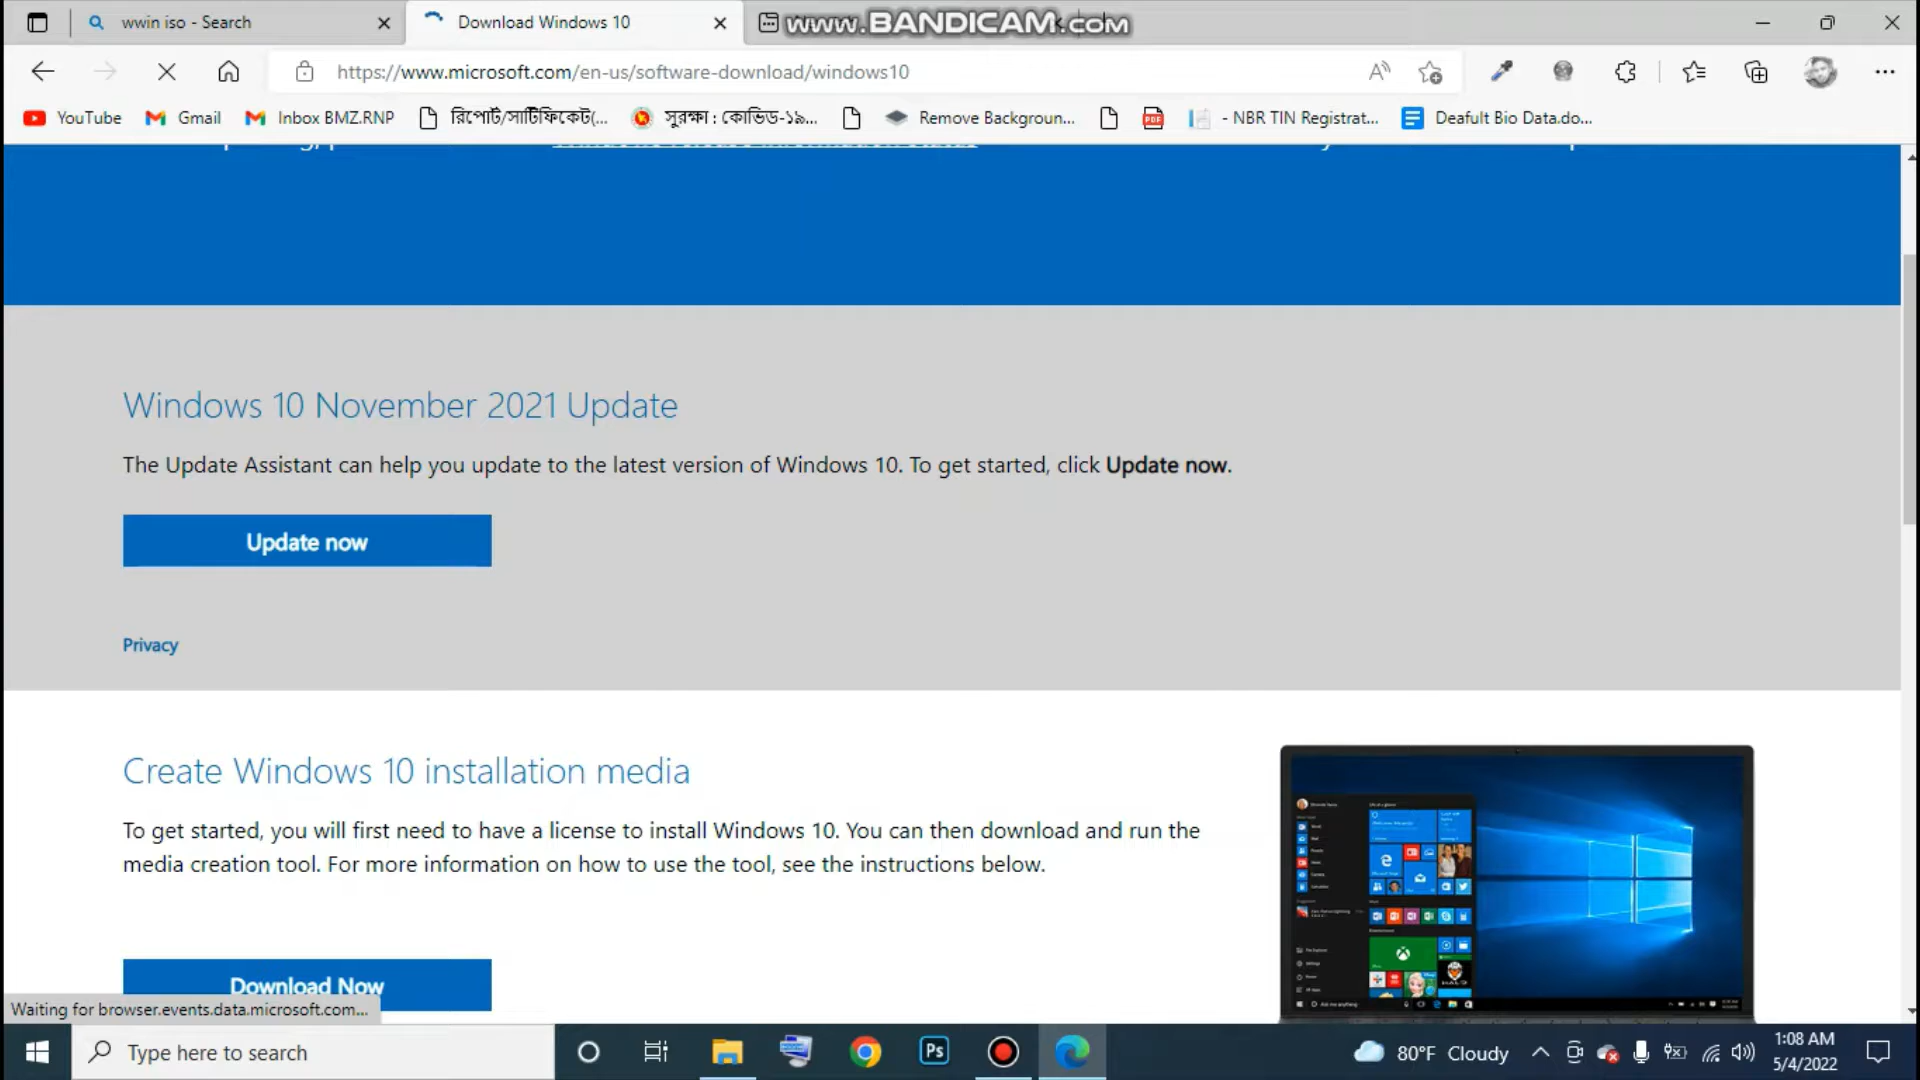 wwin iso - Search
Download Windows 10
www.BANDICAM.com
https://www.microsoft.com/en-us/software-download/windows10
YouTube
Gmail
Inbox BMZ.RNP
রিপোর্ট/সার্টিফিকেট(...
সুরক্ষা : কোভিড-১৯...
Remove Backgroun...
PDF
- NBR TIN Registrat...
Deafult Bio Data.do...
Windows 10 November 2021 Update
The Update Assistant can help you update to the latest version of Windows 10. To get started, click Update now.
Update now
Privacy
Create Windows 10 installation media
To get started, you will first need to have a license to install Windows 10. You can then download and run the
media creation tool. For more information on how to use the tool, see the instructions below.
Download Now
Waiting for browser.events.data.microsoft.com...
Type here to search
Ps
80°F Cloudy
1:08 AM
5/4/2022